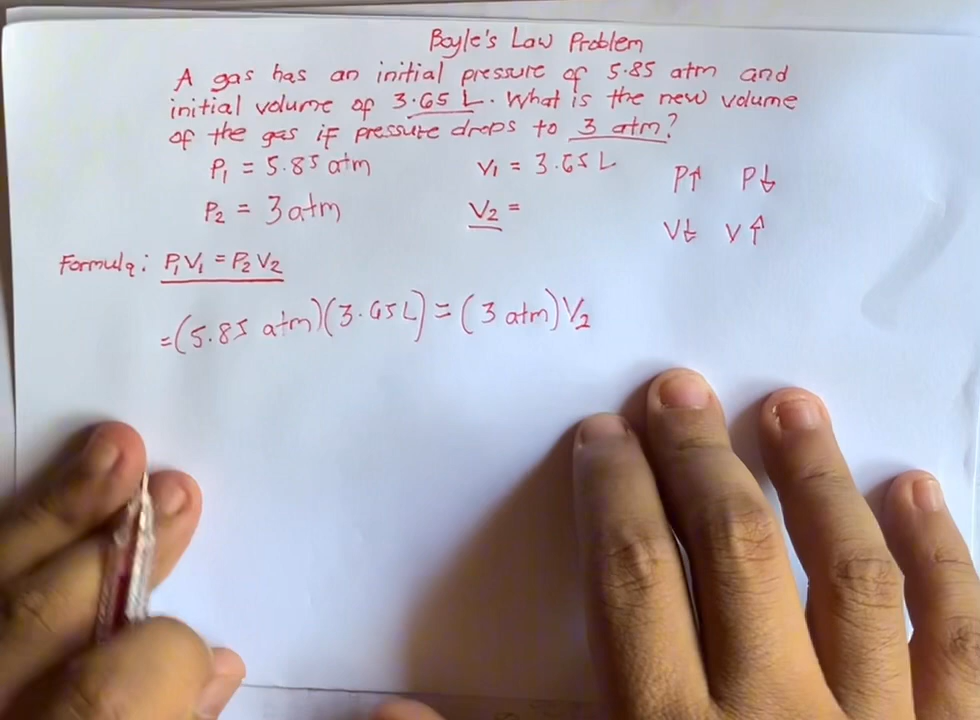 Boyle's Law Problem
A gas has an initial pressure of 5.85 atm and
initial volume of 3.65 L. What is the new volume
of the gas if pressure drops to 3 atm?
P₁ = 5.85 atm V₁ = 3.65 L P↑ P↓
P₂ = 3 atm V₂ = V↓ V↑
Formula: P₁V₁ = P₂V₂
=(5.85 atm)(3.65 L) = (3 atm)V₂